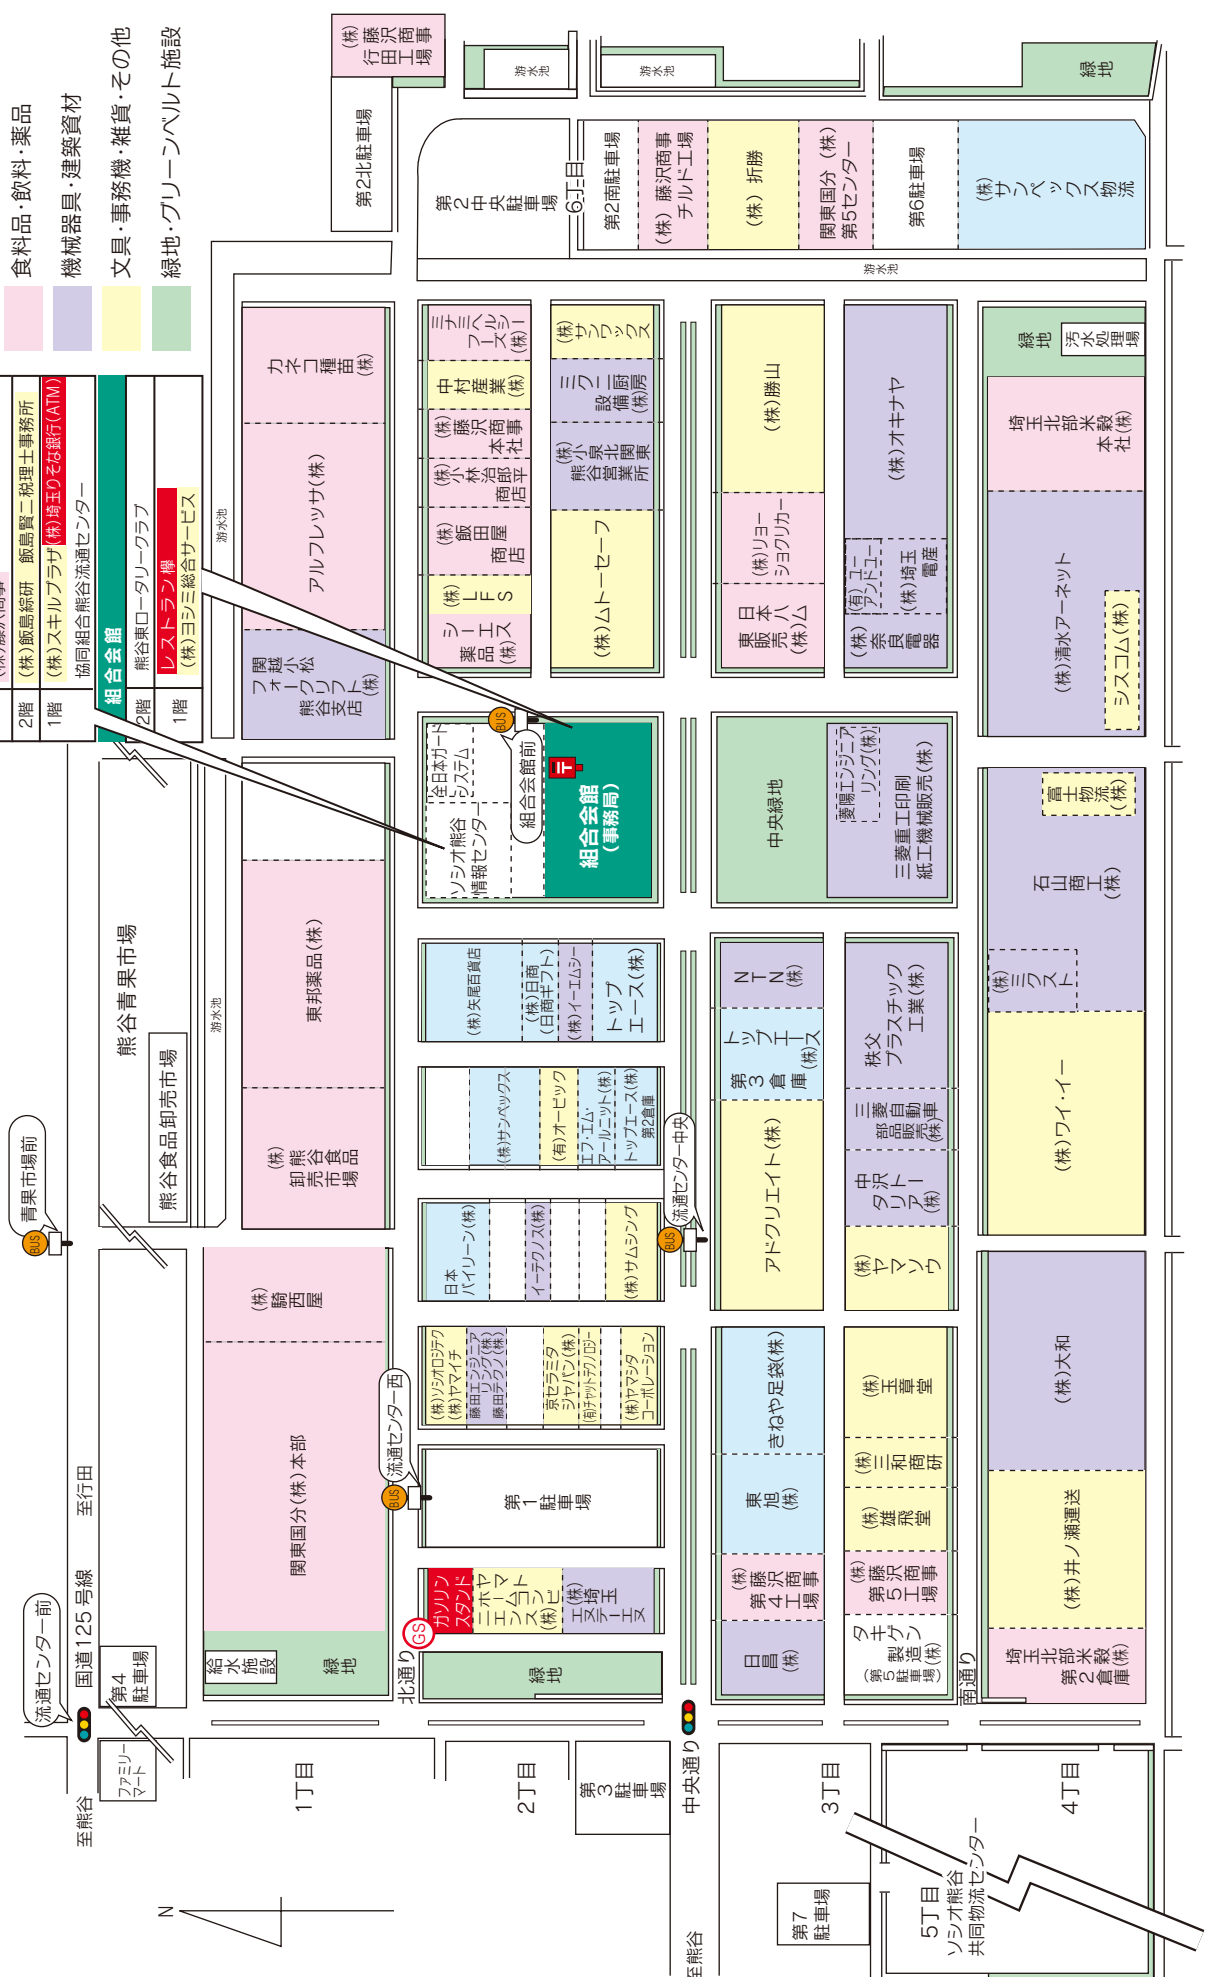 食料品・飲料・薬品
機械器具・建築資材
文具・事務機・雑貨・その他
緑地・グリーンベルト施設
2階
(株)飯島綜研
飯島賢二税理士事務所
1階
(株)スキルプラザ
(株)埼玉りそな銀行(ATM)
協同組合熊谷流通センター
組合会館
2階
熊谷東ロータリークラブ
1階
レストラン欅
(株)ヨシミ総合サービス
流通センター前
国道125号線
至行田
至熊谷
青果市場前
BUS
熊谷青果市場
熊谷食品卸売市場
第4
駐車場
ファミリー
マート
游水池
游水池
(株)
藤沢商事
行田工場
第2北駐車場
給水施設
緑地
関東国分(株)本部
(株)
騎西屋
(株)
熊谷食品
卸売市場
東邦薬品(株)
関越小松
フォークリフト
熊谷支店(株)
アルフレッサ(株)
カネコ種苗
(株)
1丁目
北通り
流通センター西
BUS
GS
緑地
ガソリン
スタンド
ヤマト
ホームコンビ
ニエンス(株)
(株)
埼玉
エヌデーエヌ
第1
駐車場
(株)ソシオロジテク
(株)ヤマイチ
藤田エンジニア
リング(株)
藤田テクノ(株)
京セラミタ
ジャパン(株)
(有)チャットテクノロジー
(株)ヤマシタ
コーポレーション
日本
バイリーン(株)
イーテクノス(株)
(株)サムシング
(株)サンベックス
(有)オービック
エフ・エム・
アールニット(株)
トップエース(株)
第2倉庫
(株)矢尾百貨店
(株)日商
(日商ギフト)
(株)イーエムシー
トップ
エース(株)
全日本ガード
システム
ソシオ熊谷
情報センター
BUS
組合会館前
組合会館
(事務局)
シーエス
薬品(株)
(株)
LFS
(株)
飯田屋
商店
(株)
小林治郎平
商店
(株)
藤沢商事
本社
中村産業
(株)
ミナミヘルシー
フーズ(株)
(株)ムトーセーフ
(株)
小泉北関東
熊谷営業所
ミクニ厨房
設備(株)
(株)
サンワックス
2丁目
第3
駐車場
中央通り
至熊谷
流通センター中央
BUS
日昌
(株)
(株)
藤沢商事
第4工場
東旭
(株)
きねや足袋(株)
アドクリエイト(株)
トップエース
第3倉庫(株)
NTN
(株)
中央緑地
東日本ハム
販売(株)
(株)リョー
ショクリカー
(株)勝山
3丁目
タキゲン
製造(株)
(第5駐車場)
(株)
藤沢商事
第5工場
(株)
雄飛堂
(株)
三和商研
(株)
玉章堂
(株)
ヤマソウ
中沢トー
タリア(株)
三菱自動車
部品販売(株)
秩父
プラスチック
工業(株)
菱陽エンジニア
リング(株)
三菱重工印刷
紙工機械販売(株)
(株)
奈良電器
(有)ユー
アンドユー
(株)埼玉
電産
(株)オキナヤ
南通り
埼玉北部米穀
第2倉庫(株)
(株)井ノ瀬運送
(株)大和
(株)ワイ・イー
(株)
ミクスト
石山商工
(株)
富士
物流(株)
(株)清水アーネット
シスコム(株)
埼玉北部米穀
本社(株)
緑地
汚水処理場
4丁目
第7
駐車場
5丁目
ソシオ熊谷
共同物流センター
游水池
游水池
緑地
第2中央駐車場
6丁目
第2南駐車場
(株)藤沢商事
チルド工場
(株)折勝
関東国分(株)
第5センター
第6駐車場
(株)
サンベックス物流
游水池
N